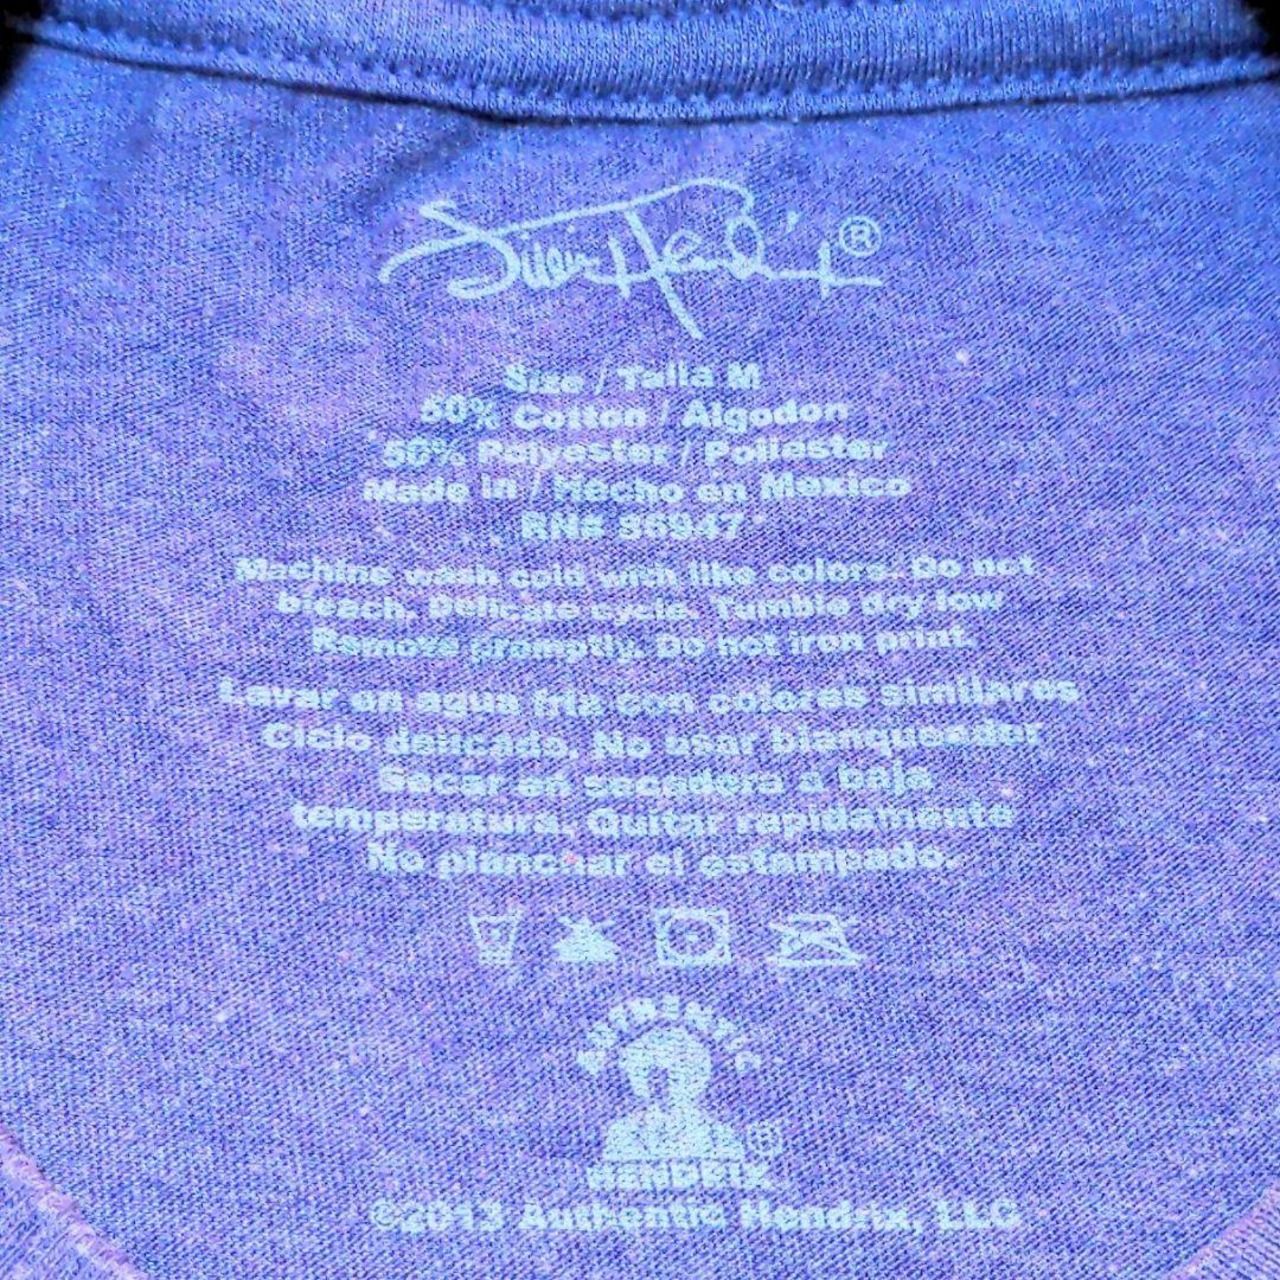 Jimi Hendrix®
Size / Talla M
50% Cotton / Algodon
50% Polyester / Poliester
Made in / Hecho en Mexico
RN# 96947
Machine wash cold with like colors. Do not
bleach. Delicate cycle. Tumble dry low
Remove promptly. Do not iron print.
Lavar en agua fria con colores similares
Ciclo delicado. No usar blanqueador
Secar en secadora a baja
temperatura. Quitar rapidamente
No planchar el estampado.
AUTHENTIC
HENDRIX®
©2013 Authentic Hendrix, LLC